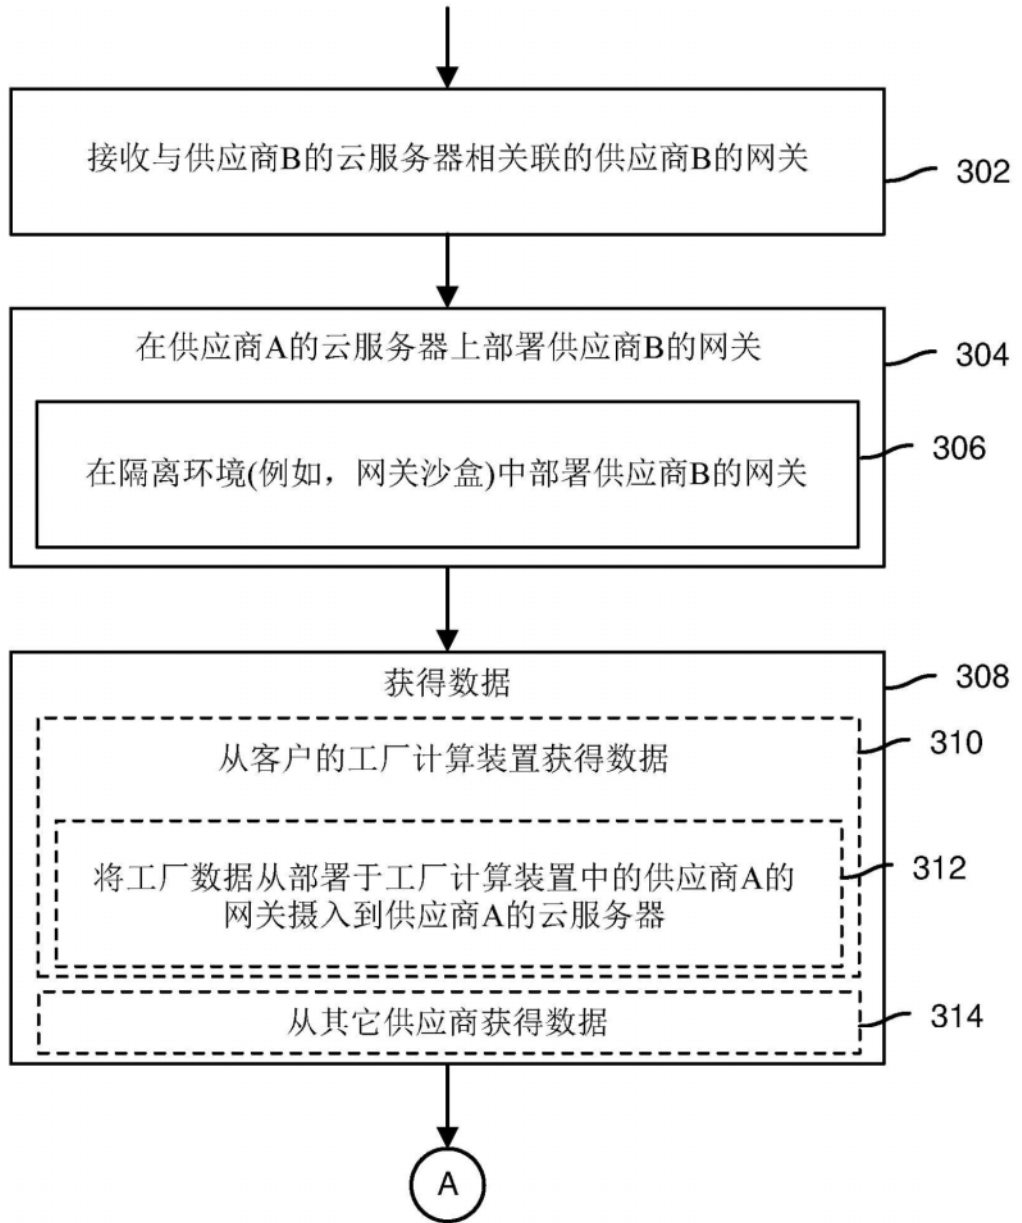 接收与供应商B的云服务器相关联的供应商B的网关
302
在供应商A的云服务器上部署供应商B的网关
304
在隔离环境(例如，网关沙盒)中部署供应商B的网关
306
获得数据
308
从客户的工厂计算装置获得数据
310
将工厂数据从部署于工厂计算装置中的供应商A的
网关摄入到供应商A的云服务器
312
从其它供应商获得数据
314
A